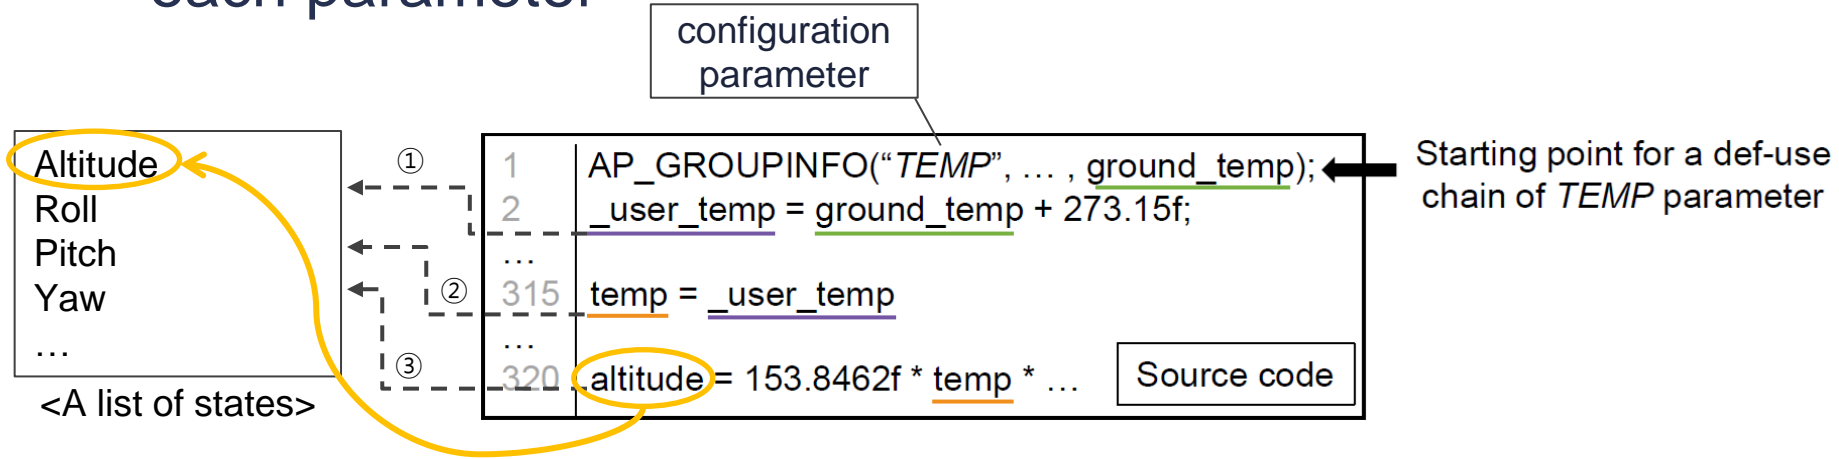 each parameter
configuration
parameter
Altitude
Roll
Pitch
Yaw
…
<A list of states>
①
②
③
1 AP_GROUPINFO(“TEMP”, … , ground_temp);
2 _user_temp = ground_temp + 273.15f;
…
315 temp = _user_temp
…
320 altitude = 153.8462f * temp * …
Source code
Starting point for a def-use
chain of TEMP parameter